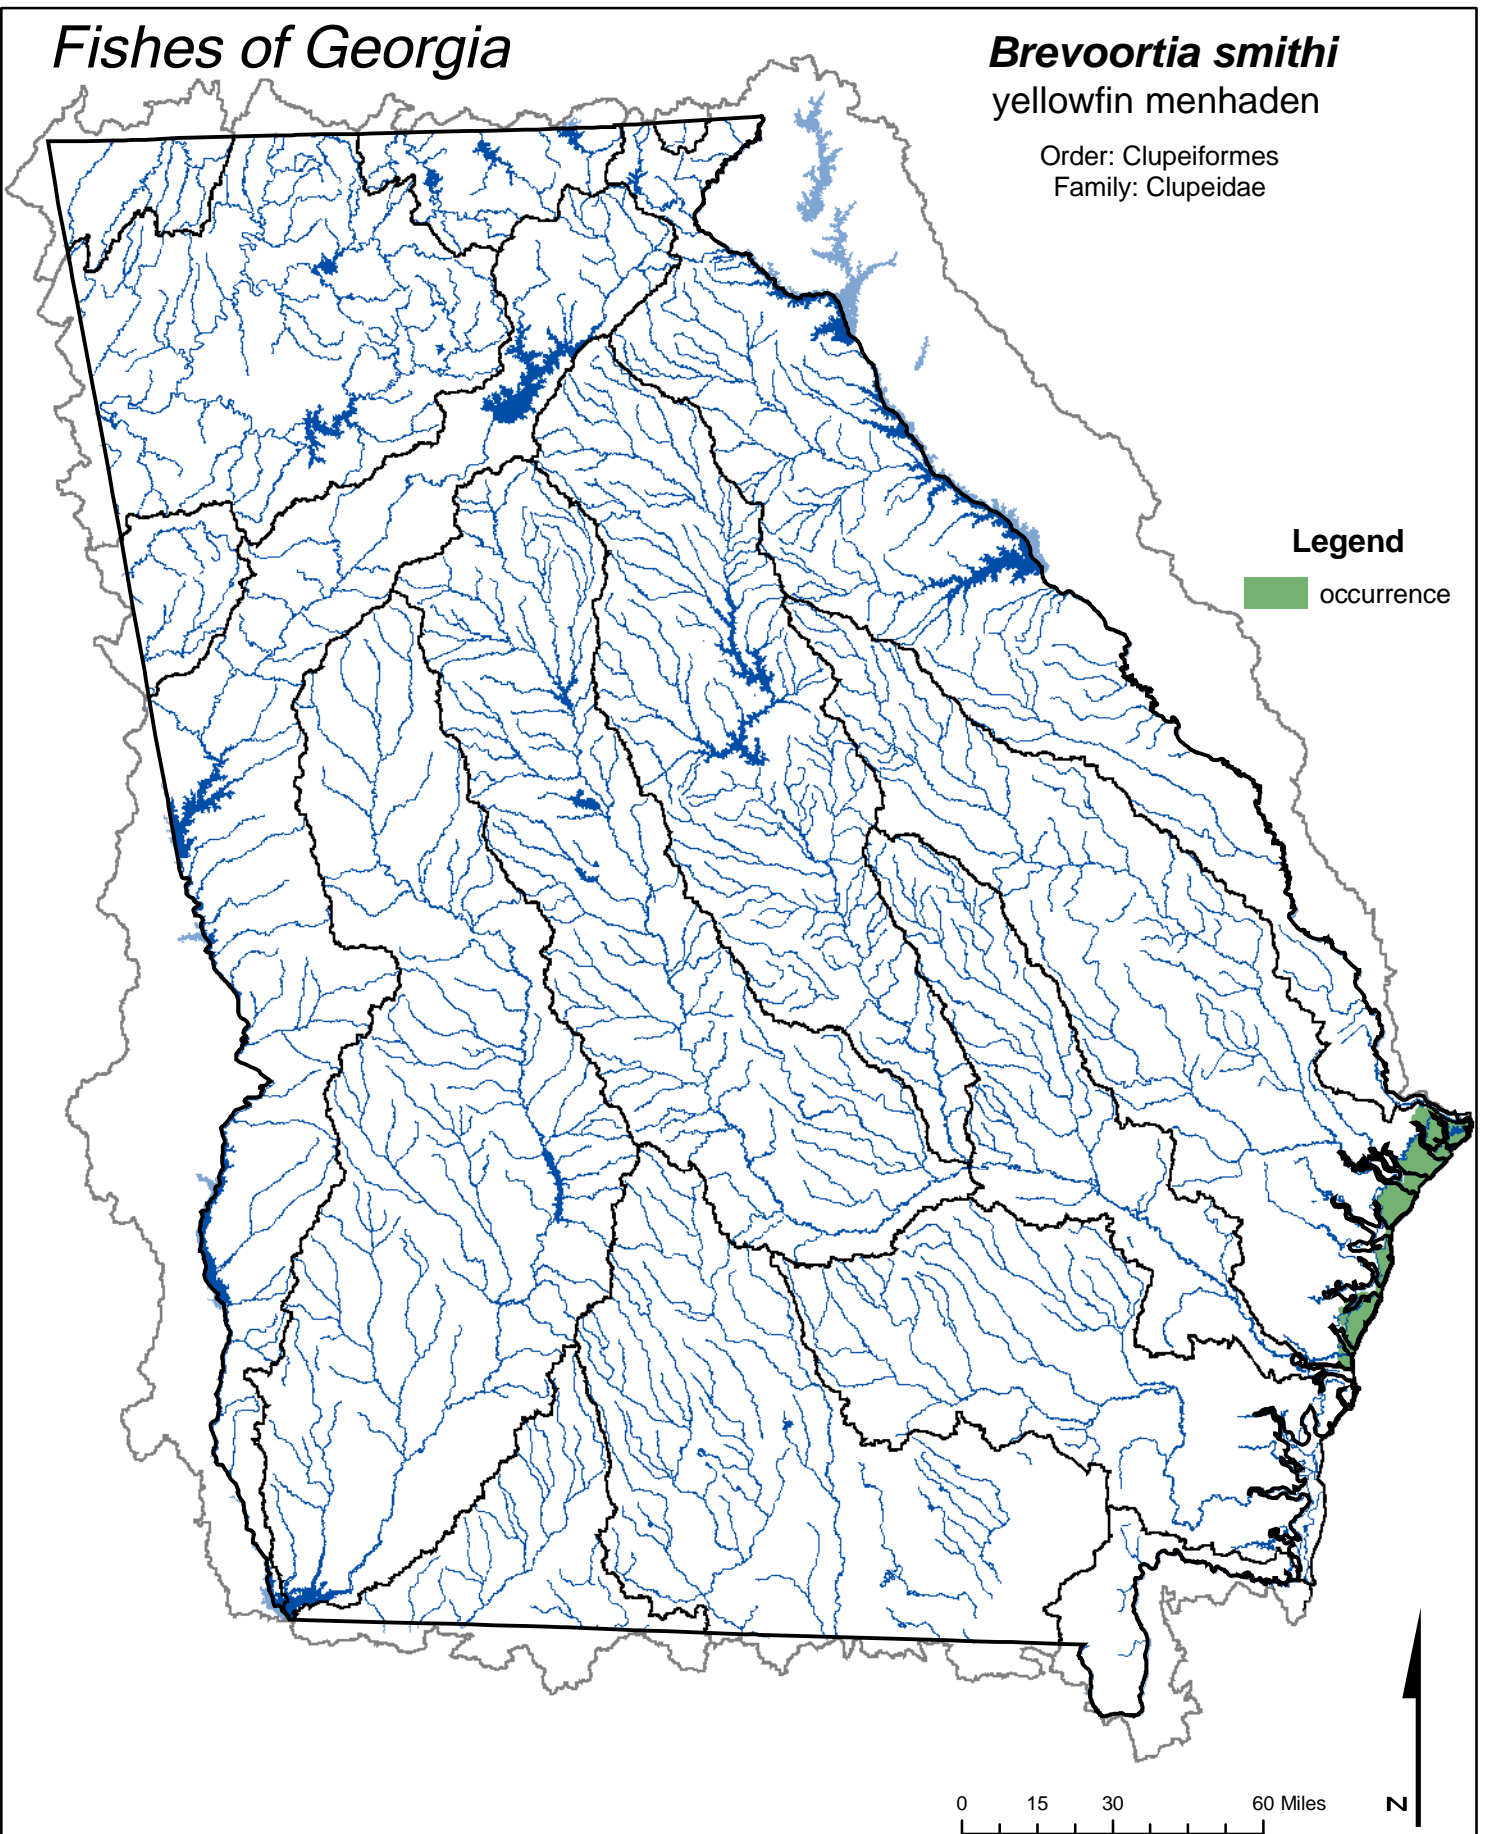 Fishes of Georgia
Brevoortia smithi
yellowfin menhaden
Order: Clupeiformes
Family: Clupeidae
Legend
occurrence
0 15 30 60 Miles
N